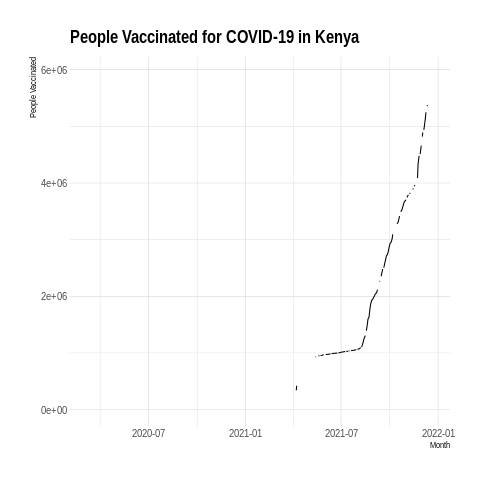 People Vaccinated for COVID-19 in Kenya
People Vaccinated
6e+06
4e+06
2e+06
0e+00
2020-07 2021-01 2021-07 2022-01
Month